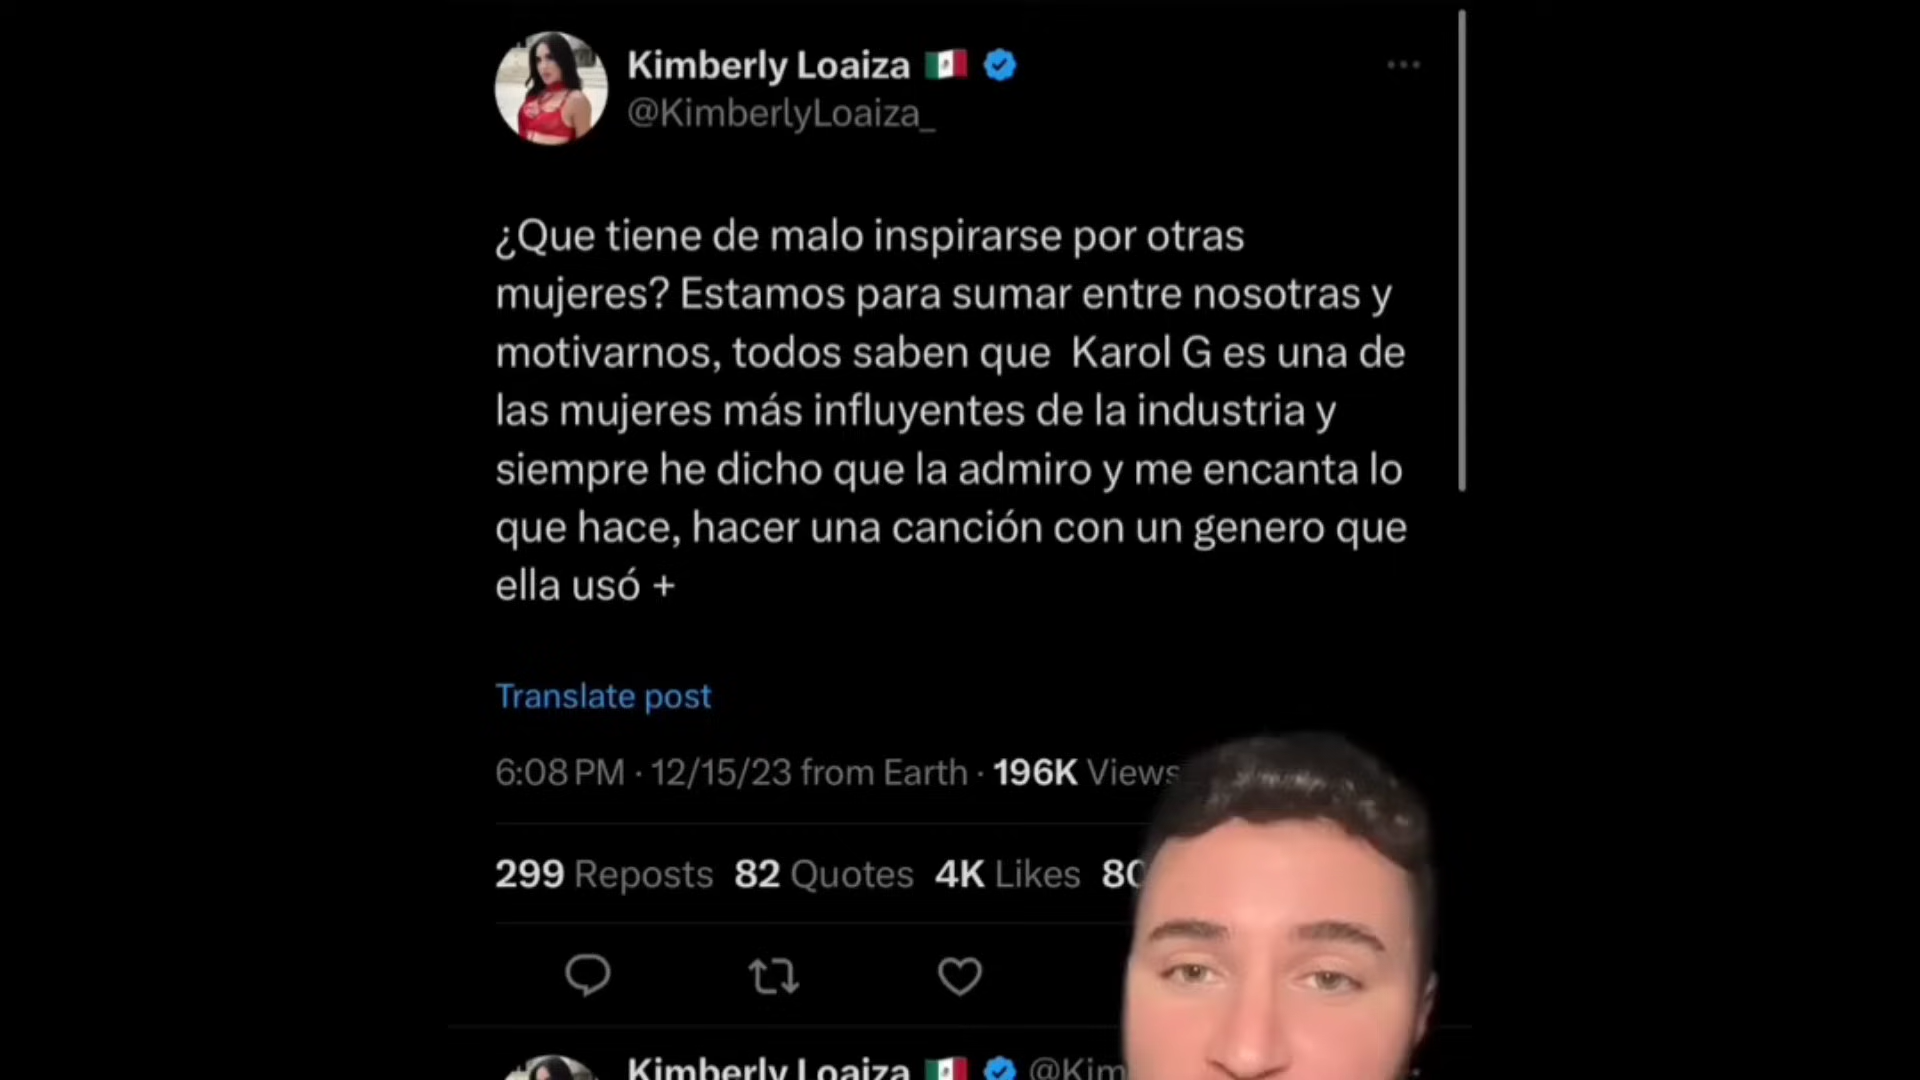 Kimberly Loaiza 🇲🇽
@KimberlyLoaiza_
¿Que tiene de malo inspirarse por otras
mujeres? Estamos para sumar entre nosotras y
motivarnos, todos saben que  Karol G es una de
las mujeres más influyentes de la industria y
siempre he dicho que la admiro y me encanta lo
que hace, hacer una canción con un genero que
ella usó +
Translate post
6:08 PM · 12/15/23 from Earth · 196K Views
299 Reposts 82 Quotes 4K Likes
Kimberly Loaiza 🇲🇽